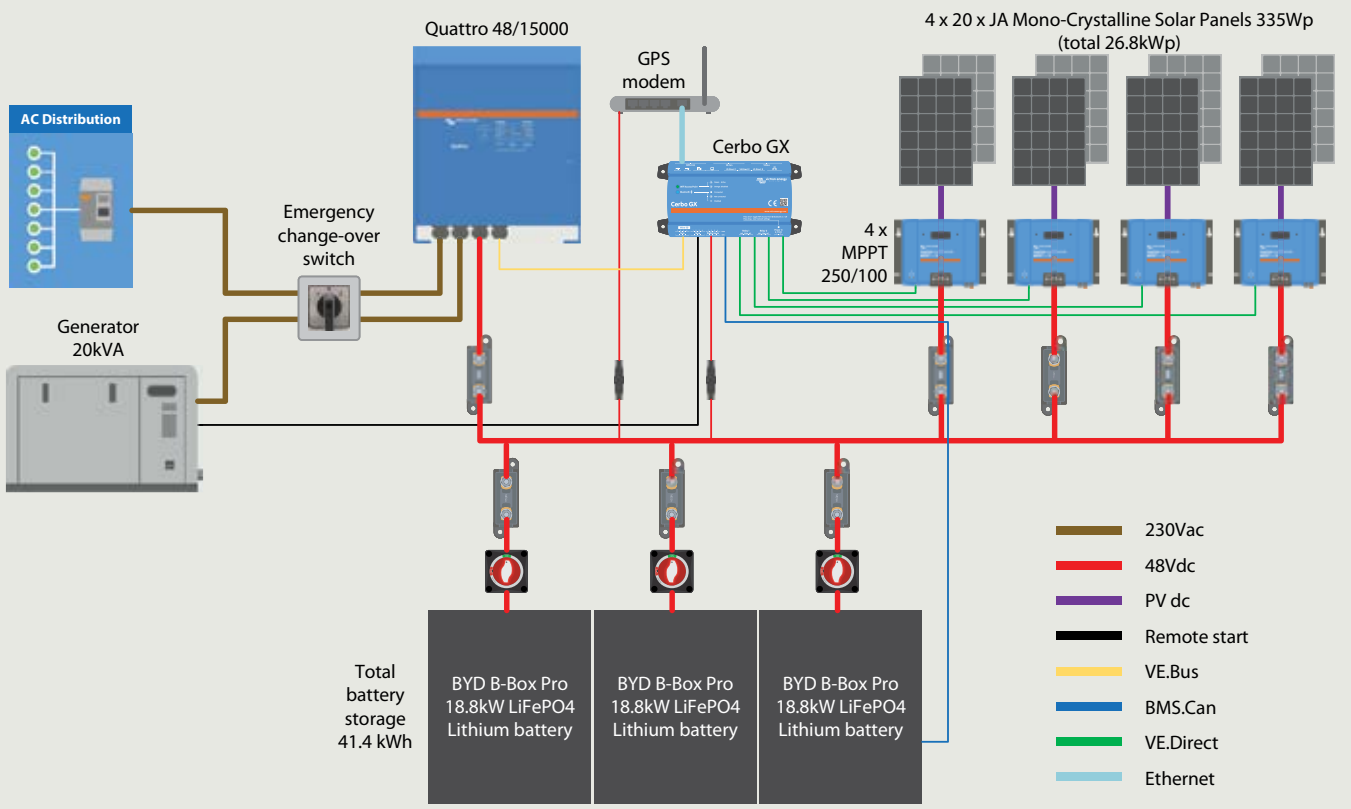 Quattro 48/15000
GPS
modem
4 x 20 x JA Mono-Crystalline Solar Panels 335Wp
(total 26.8kWp)
AC Distribution
Cerbo GX
Cerbo GX
Emergency
change-over
switch
4 x
MPPT
250/100
Generator
20kVA
Total
battery
storage
41.4 kWh
BYD B-Box Pro
18.8kW LiFePO4
Lithium battery
BYD B-Box Pro
18.8kW LiFePO4
Lithium battery
BYD B-Box Pro
18.8kW LiFePO4
Lithium battery
230Vac
48Vdc
PV dc
Remote start
VE.Bus
BMS.Can
VE.Direct
Ethernet